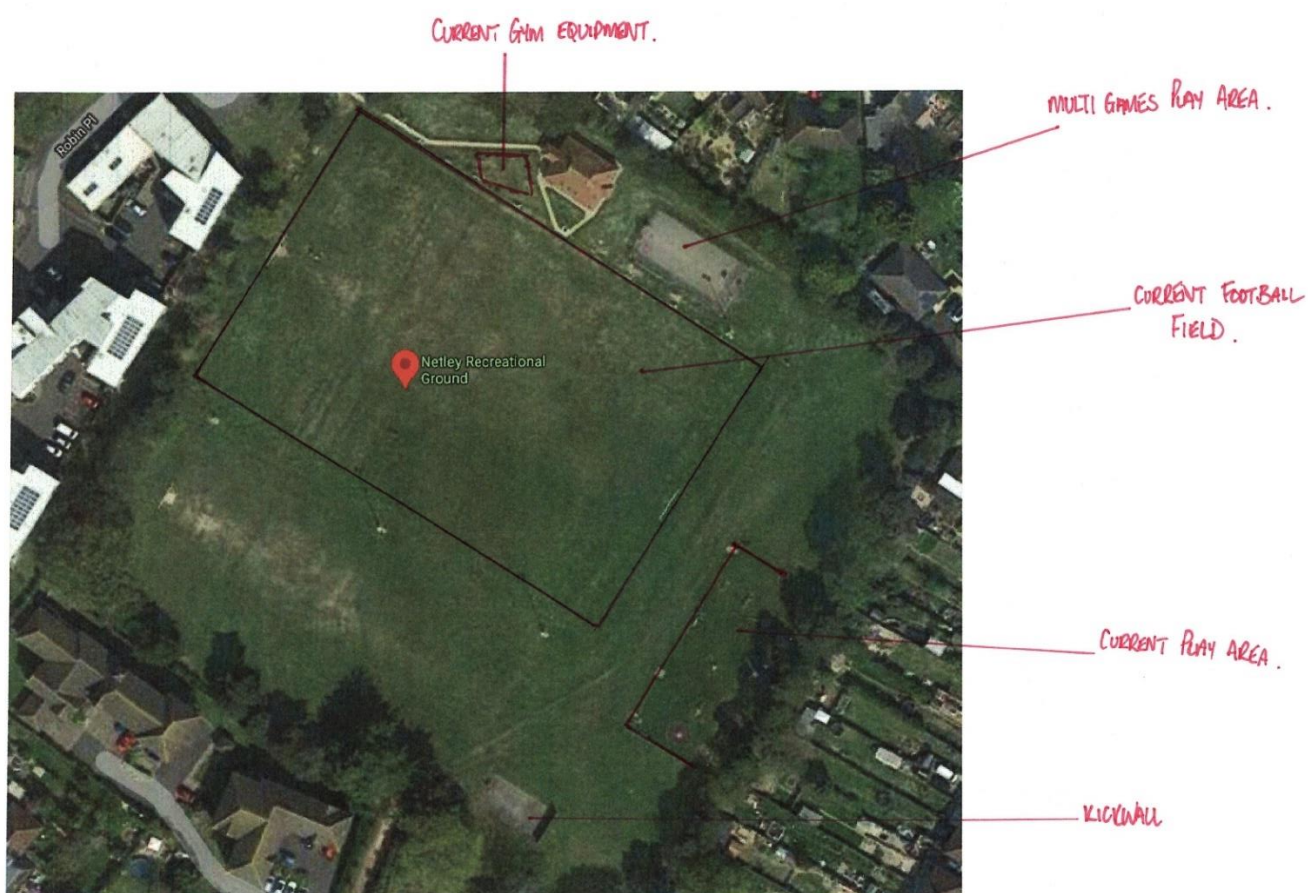 CURRENT GYM EQUIPMENT.
MULTI GAMES PLAY AREA.
Robin Pl
CURRENT FOOTBALL
FIELD.
Netley Recreational
Ground
CURRENT PLAY AREA.
KICKWALL